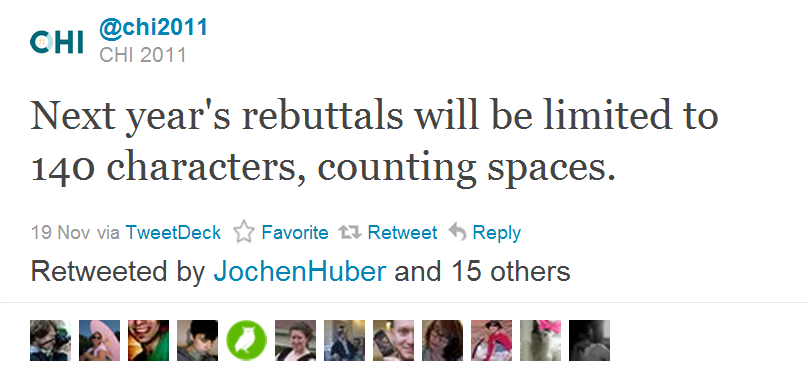 CHI
@chi2011
CHI 2011
Next year's rebuttals will be limited to
140 characters, counting spaces.
19 Nov via TweetDeck Favorite Retweet Reply
Retweeted by JochenHuber and 15 others